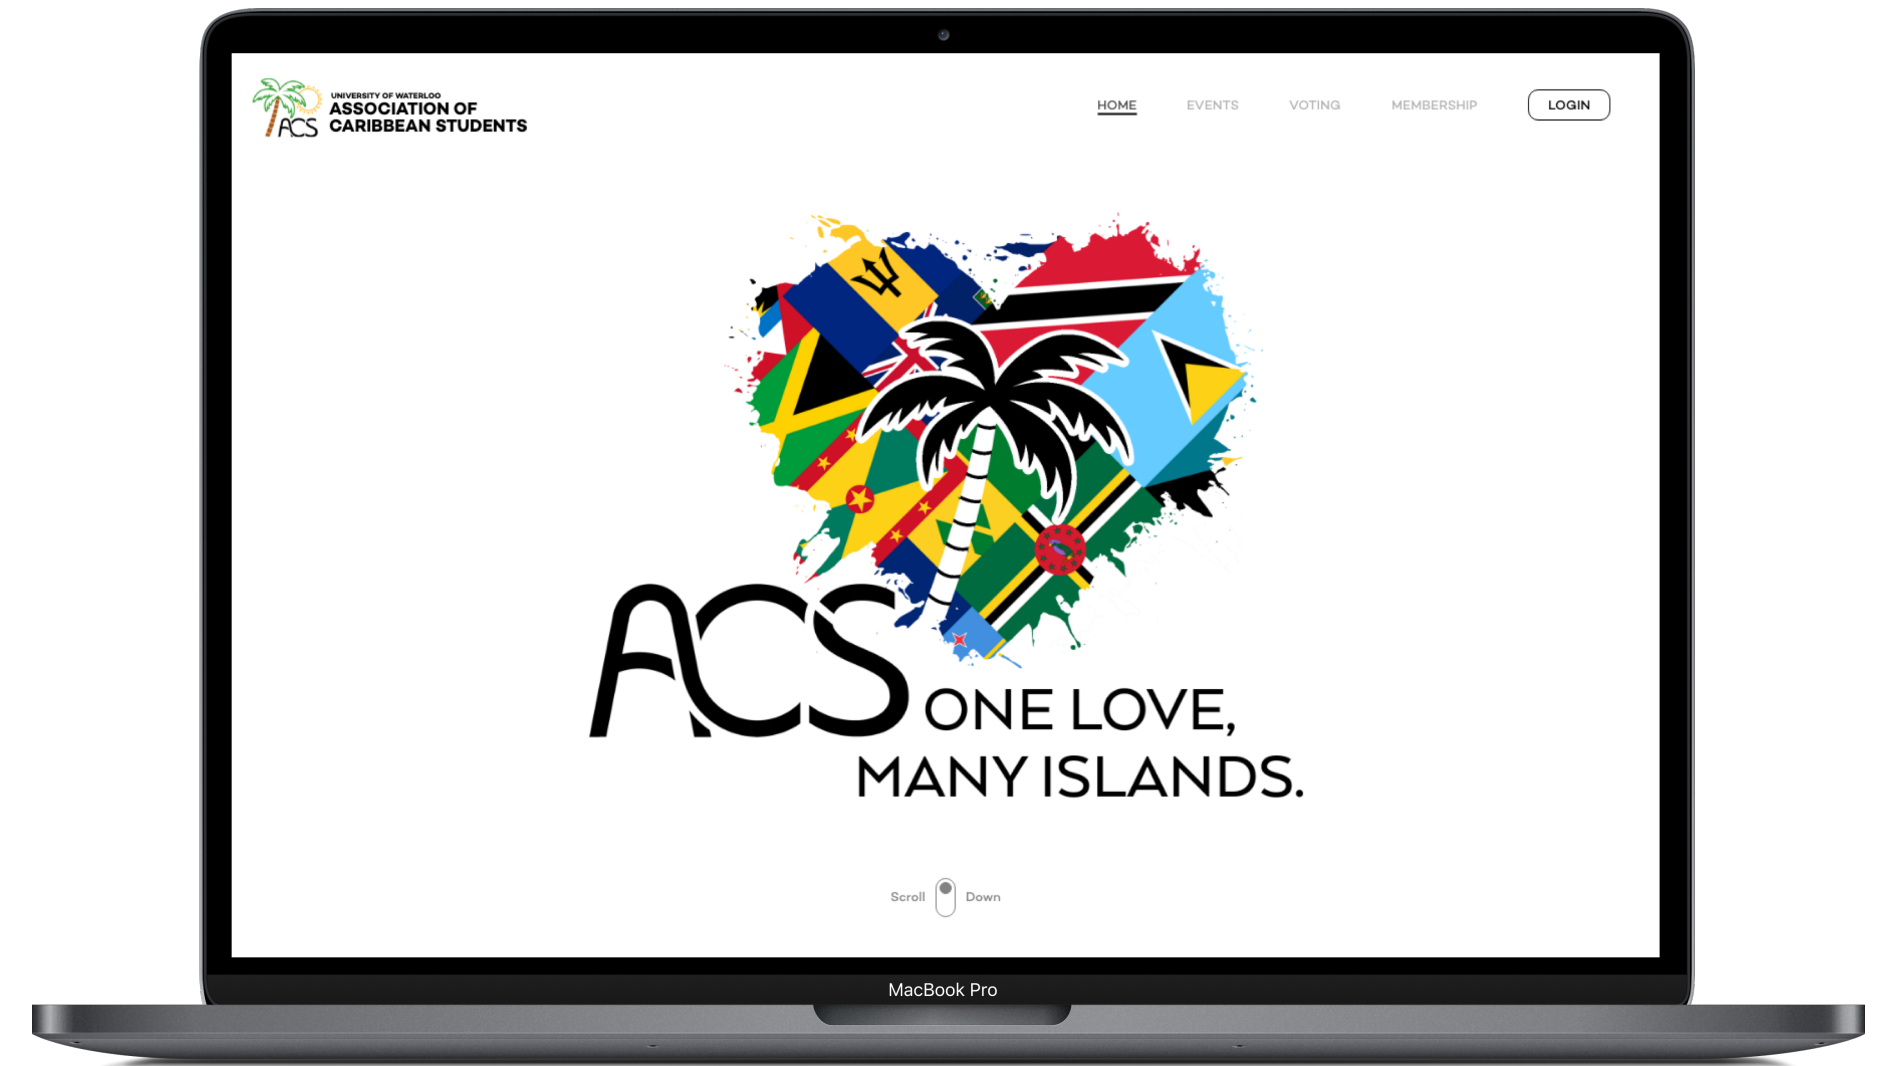 UNIVERSITY OF WATERLOO
ASSOCIATION OF
CARIBBEAN STUDENTS
ACS
HOME
EVENTS
VOTING
MEMBERSHIP
LOGIN
ACS
ONE LOVE,
MANY ISLANDS.
Scroll
Down
MacBook Pro